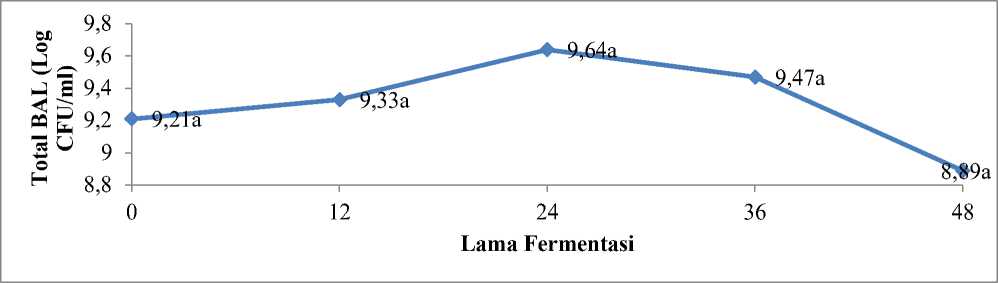 Total BAL (Log
CFU/ml)
9,8
9,6
9,4
9,2
9
8,8
9,21a
9,33a
9,64a
9,47a
8,89a
0
12
24
36
48
Lama Fermentasi